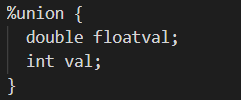 %union {
  double floatval;
  int val;
}